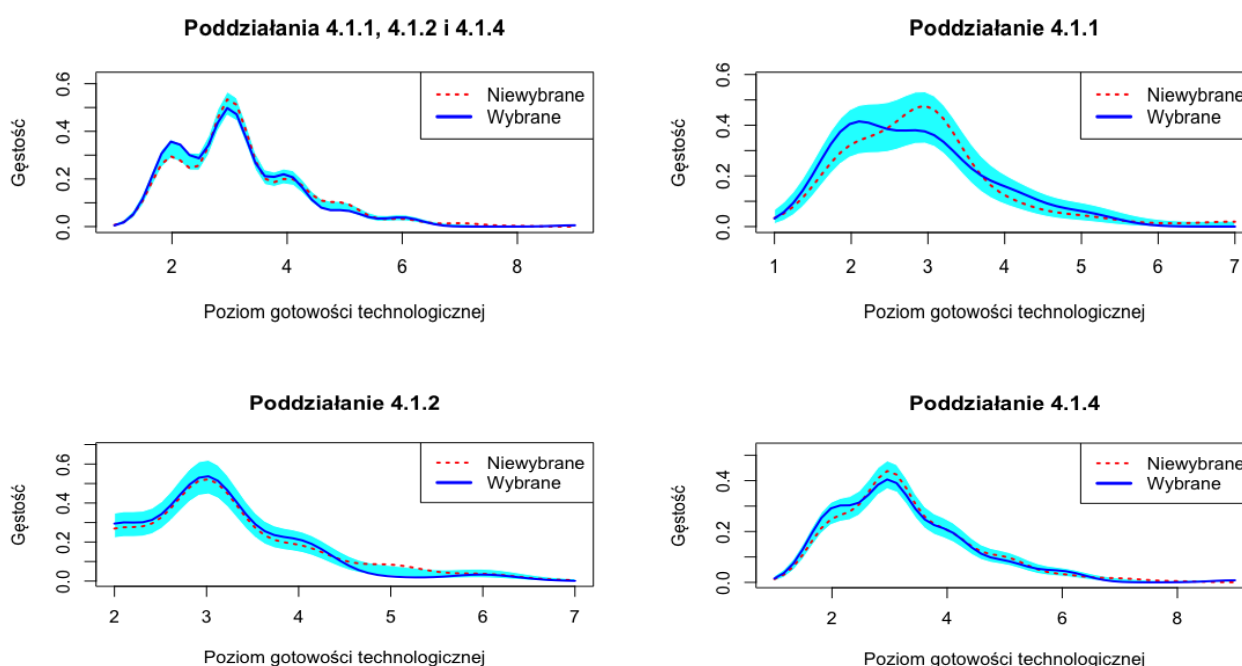 Poddziałania 4.1.1, 4.1.2 i 4.1.4
Gęstość
0.0 0.2 0.4 0.6
Niewybrane
Wybrane
2 4 6 8
Poziom gotowości technologicznej
Poddziałanie 4.1.1
Gęstość
0.0 0.2 0.4 0.6
Niewybrane
Wybrane
1 2 3 4 5 6 7
Poziom gotowości technologicznej
Poddziałanie 4.1.2
Gęstość
0.0 0.2 0.4 0.6
Niewybrane
Wybrane
2 3 4 5 6 7
Poziom gotowości technologicznej
Poddziałanie 4.1.4
Gęstość
0.0 0.2 0.4
Niewybrane
Wybrane
2 4 6 8
Poziom gotowości technologicznej